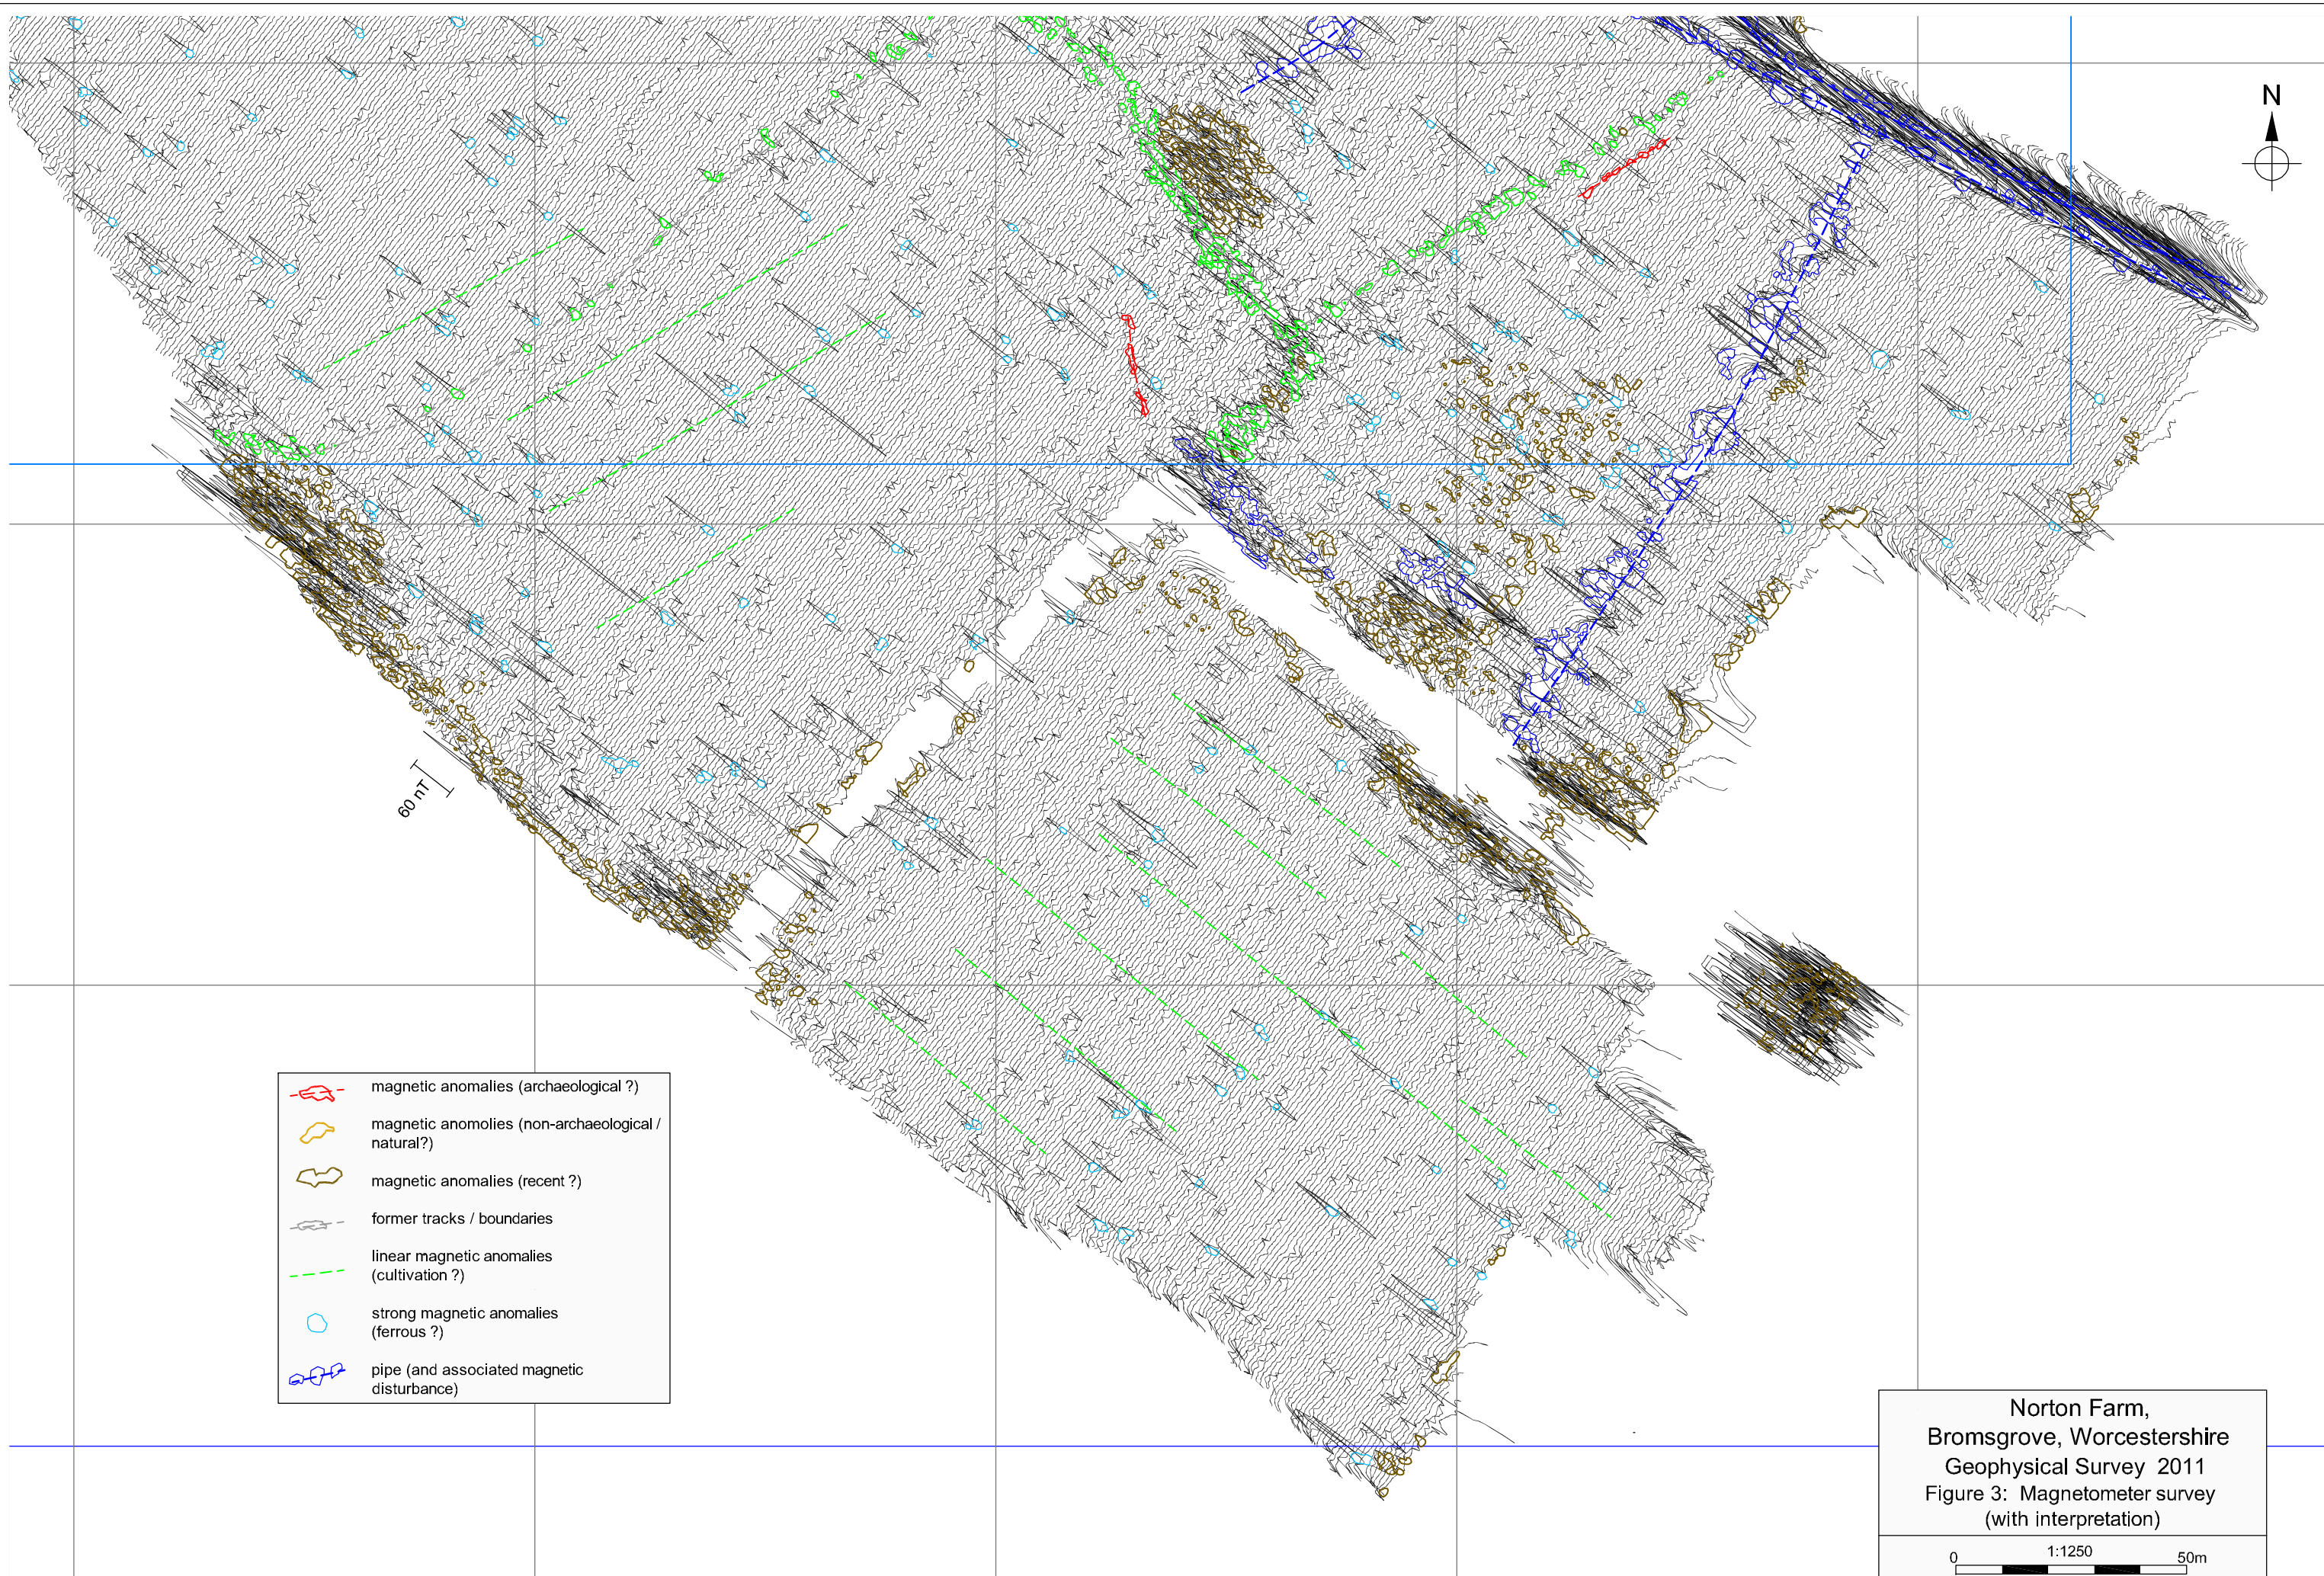 N
60 nT
magnetic anomalies (archaeological ?)
magnetic anomolies (non-archaeological /
natural?)
magnetic anomalies (recent ?)
former tracks / boundaries
linear magnetic anomalies
(cultivation ?)
strong magnetic anomalies
(ferrous ?)
pipe (and associated magnetic
disturbance)
Norton Farm,
Bromsgrove, Worcestershire
Geophysical Survey 2011
Figure 3: Magnetometer survey
(with interpretation)
1:1250
0 50m